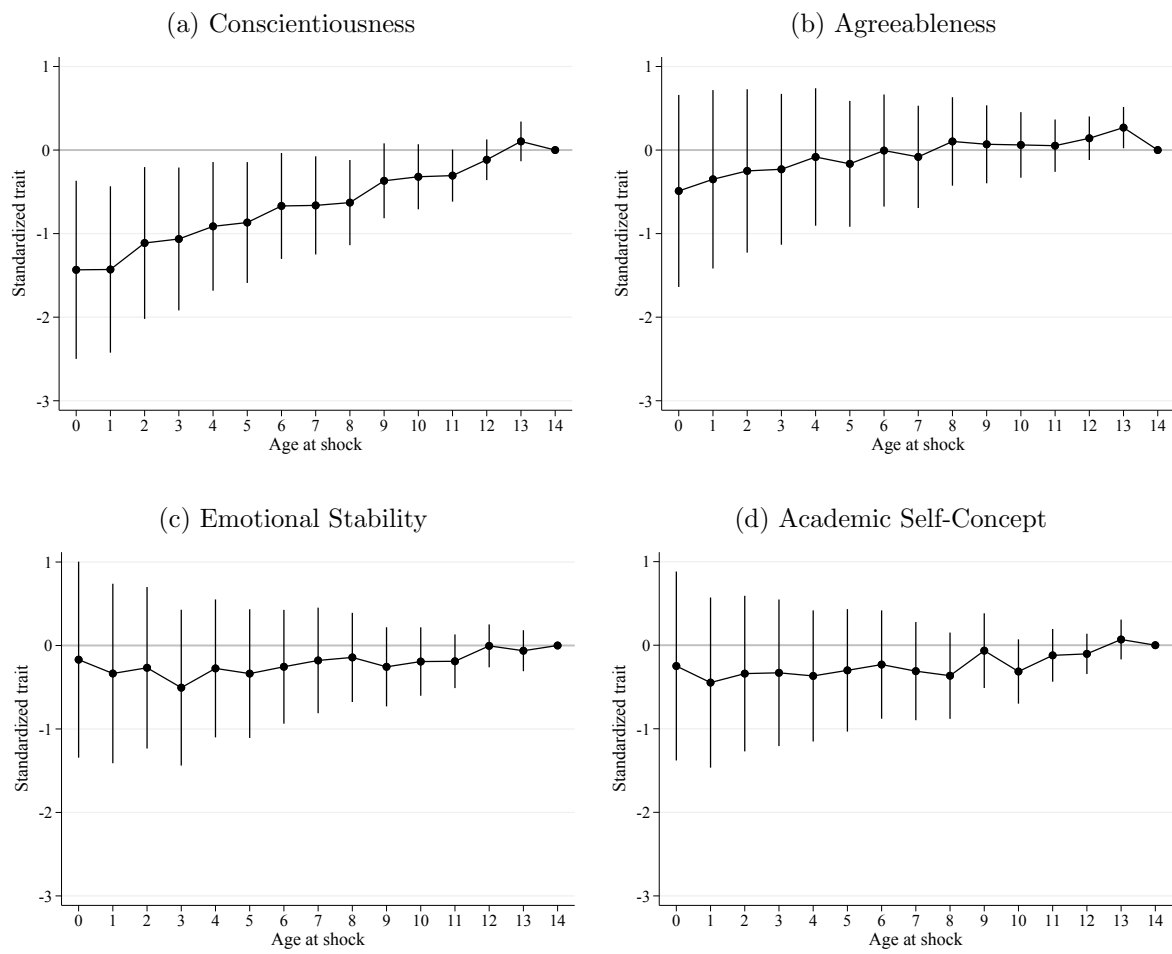 (a) Conscientiousness
1
0
-1
-2
-3
Standardized trait
0 1 2 3 4 5 6 7 8 9 10 11 12 13 14
Age at shock
(b) Agreeableness
1
0
-1
-2
-3
Standardized trait
0 1 2 3 4 5 6 7 8 9 10 11 12 13 14
Age at shock
(c) Emotional Stability
1
0
-1
-2
-3
Standardized trait
0 1 2 3 4 5 6 7 8 9 10 11 12 13 14
Age at shock
(d) Academic Self-Concept
1
0
-1
-2
-3
Standardized trait
0 1 2 3 4 5 6 7 8 9 10 11 12 13 14
Age at shock